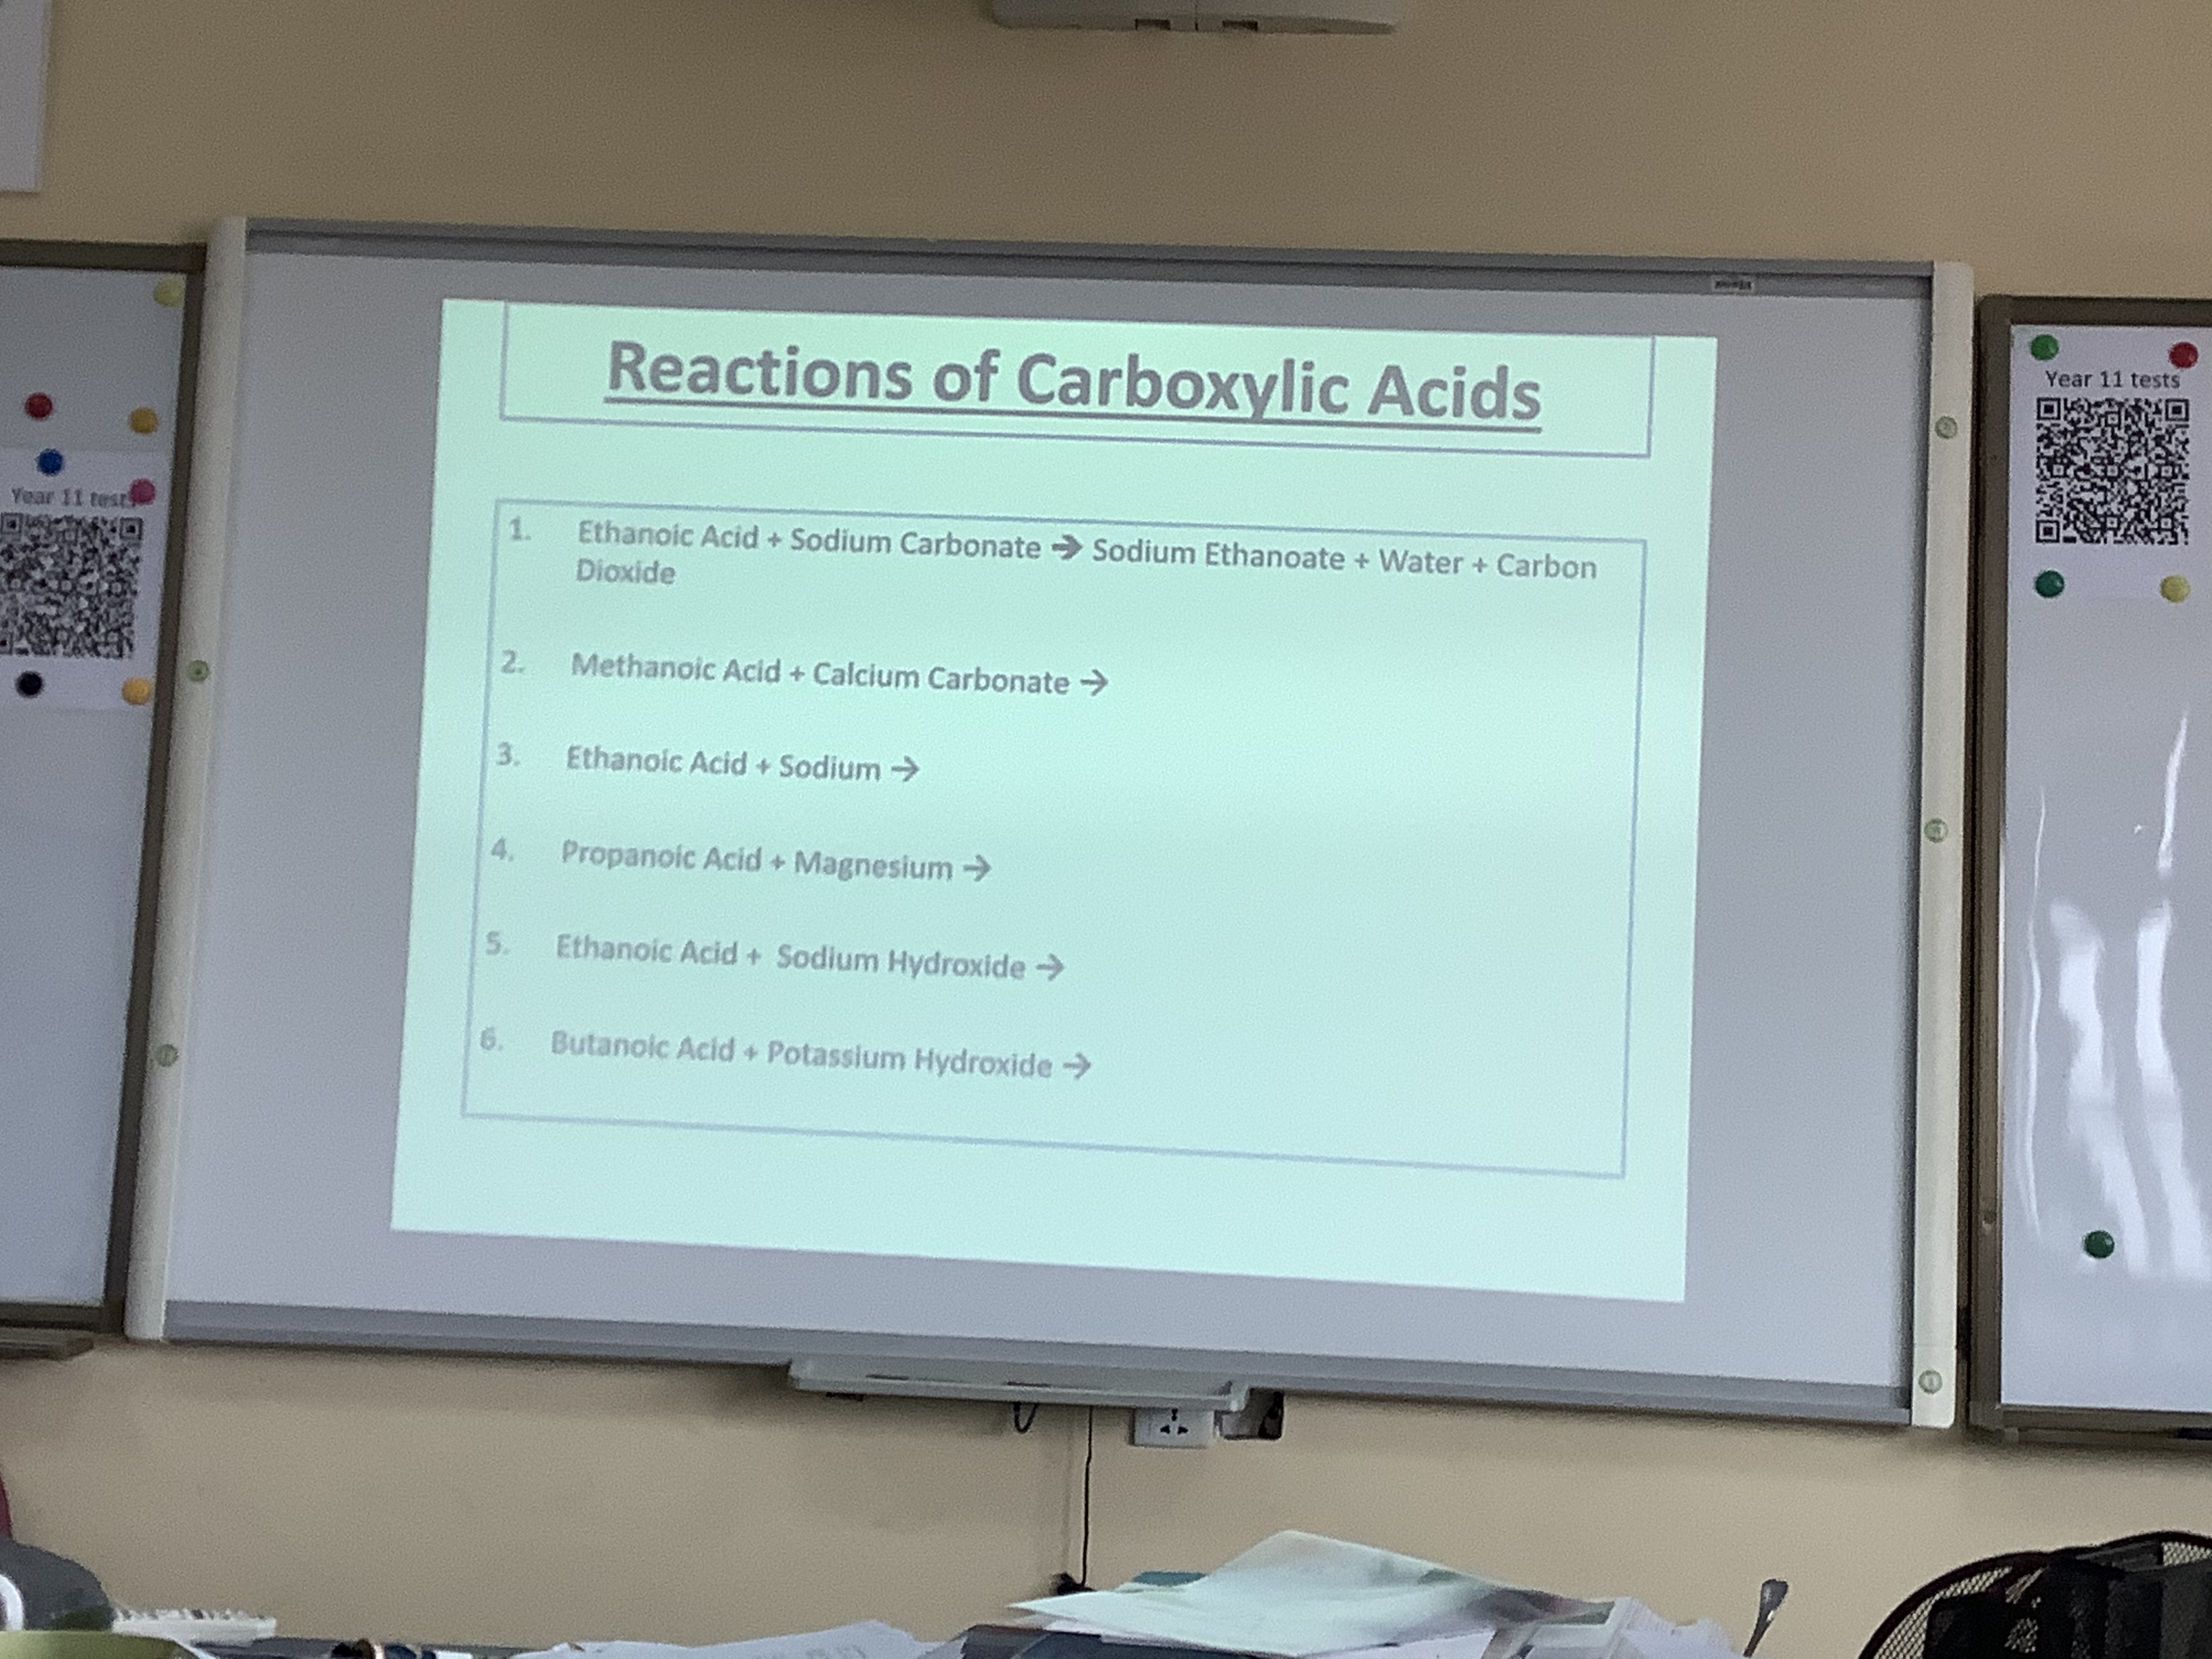 Reactions of Carboxylic Acids
1. Ethanoic Acid + Sodium Carbonate → Sodium Ethanoate + Water + Carbon
Dioxide
2. Methanoic Acid + Calcium Carbonate →
3. Ethanoic Acid + Sodium →
4. Propanoic Acid + Magnesium →
5. Ethanoic Acid + Sodium Hydroxide →
6. Butanoic Acid + Potassium Hydroxide →
Year 11 test
Year 11 tests